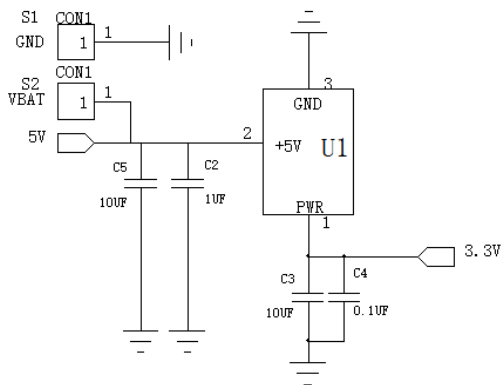 S1 CON1
GND 1 1
S2 CON1
VBAT 1 1
5V
C5
10UF
C2
1UF
3
GND
2 +5V U1
PWR
1
3.3V
C3
10UF
C4
0.1UF